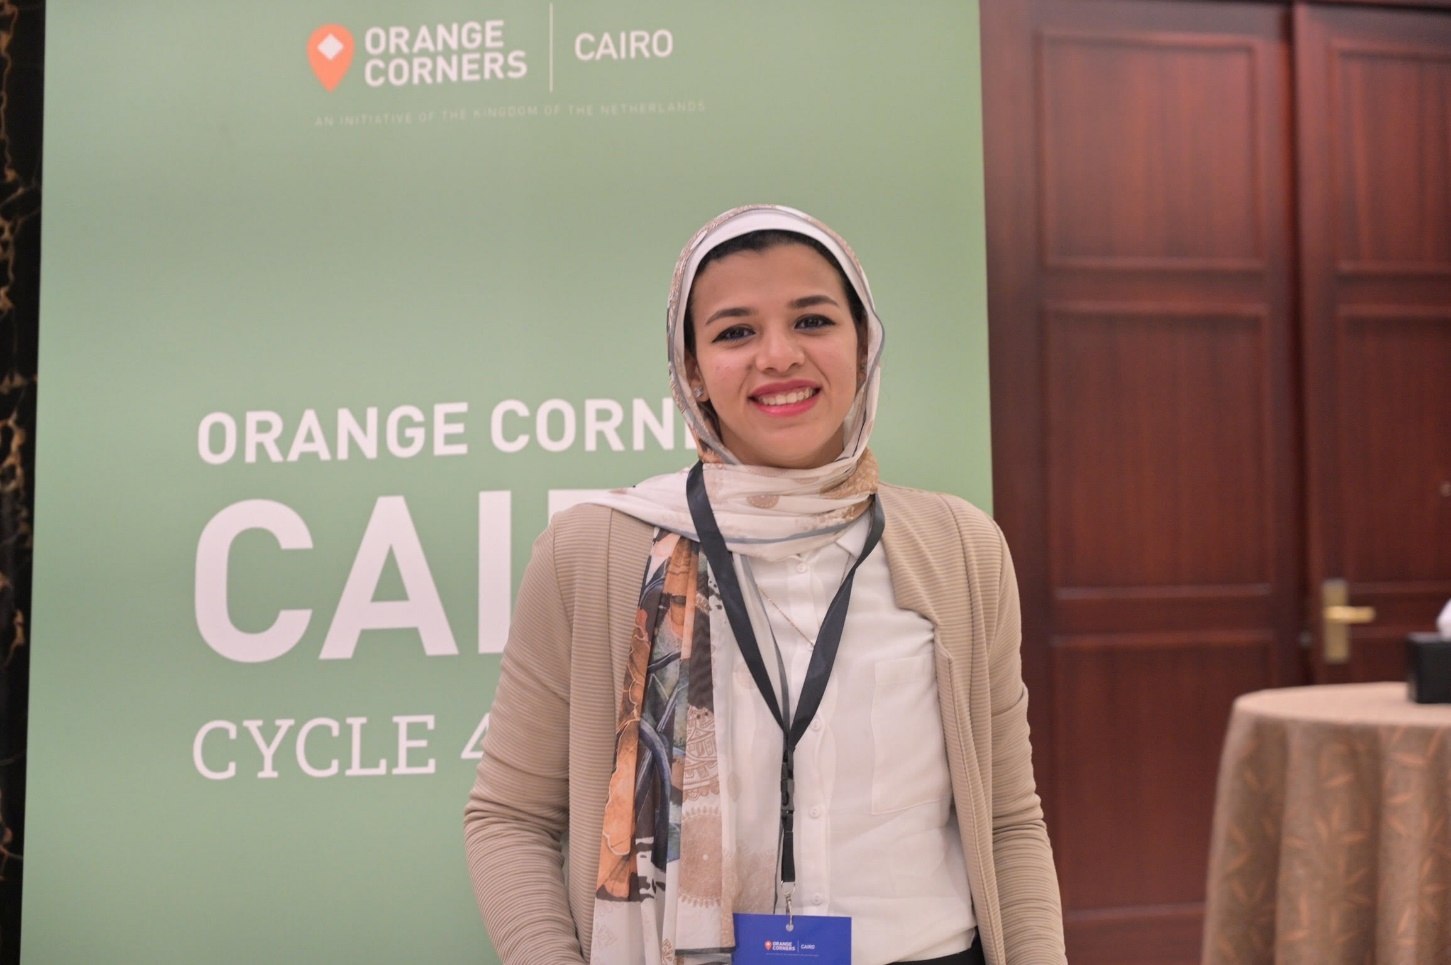 ORANGE
CORNERS
CAIRO
AN INITIATIVE OF THE KINGDOM OF THE NETHERLANDS
ORANGE CORN
CAI
CYCLE 4
ORANGE
CORNERS
CAIRO